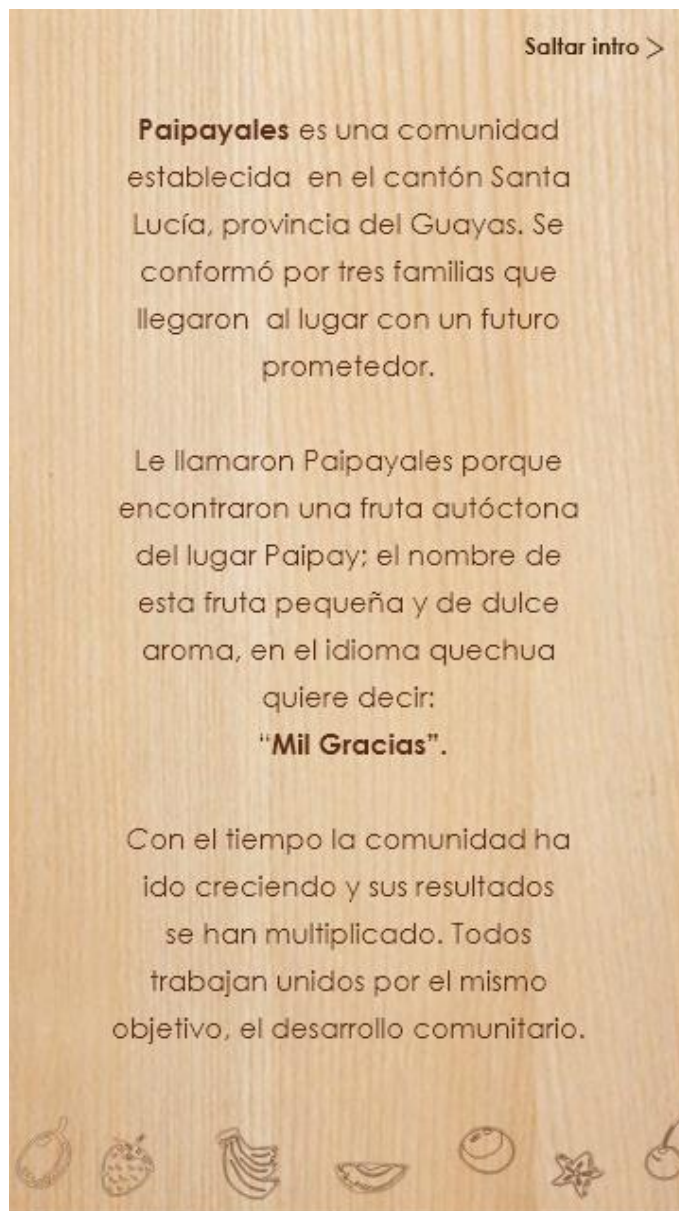 Saltar intro >
Paipayales es una comunidad
establecida  en el cantón Santa
Lucía, provincia del Guayas. Se
conformó por tres familias que
llegaron  al lugar con un futuro
prometedor.
Le llamaron Paipayales porque
encontraron una fruta autóctona
del lugar Paipay; el nombre de
esta fruta pequeña y de dulce
aroma, en el idioma quechua
quiere decir:
“Mil Gracias”.
Con el tiempo la comunidad ha
ido creciendo y sus resultados
se han multiplicado. Todos
trabajan unidos por el mismo
objetivo, el desarrollo comunitario.